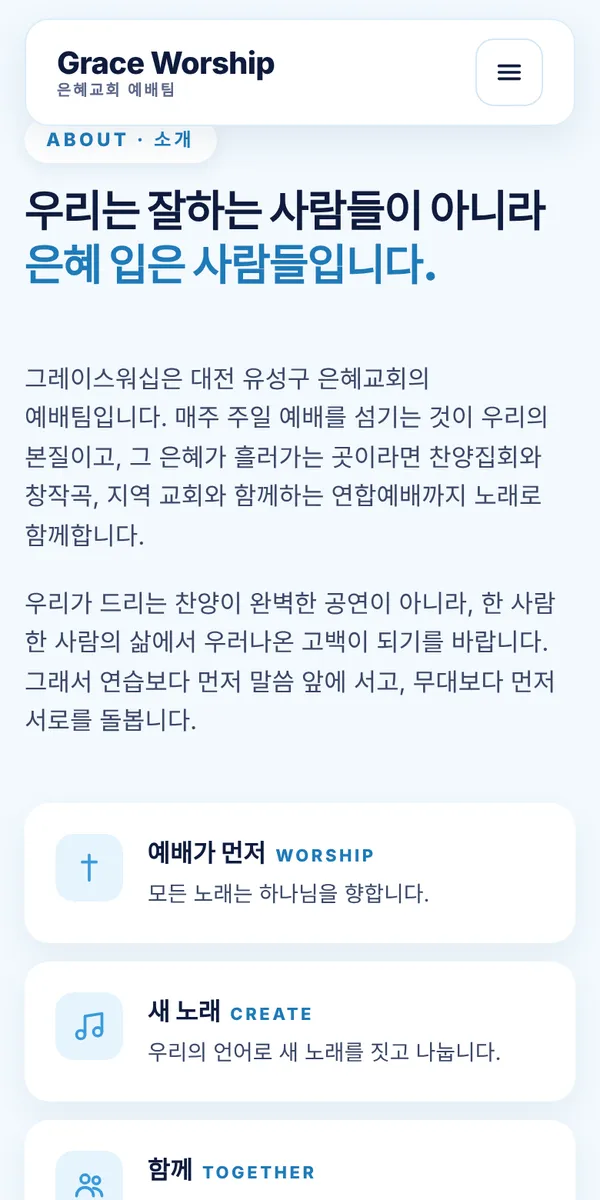 Grace Worship
은혜교회 예배팀
ABOUT · 소개
우리는 잘하는 사람들이 아니라
은혜 입은 사람들입니다.
그레이스워십은 대전 유성구 은혜교회의
예배팀입니다. 매주 주일 예배를 섬기는 것이 우리의
본질이고, 그 은혜가 흘러가는 곳이라면 찬양집회와
창작곡, 지역 교회와 함께하는 연합예배까지 노래로
함께합니다.
우리가 드리는 찬양이 완벽한 공연이 아니라, 한 사람
한 사람의 삶에서 우러나온 고백이 되기를 바랍니다.
그래서 연습보다 먼저 말씀 앞에 서고, 무대보다 먼저
서로를 돌봅니다.
예배가 먼저 WORSHIP
모든 노래는 하나님을 향합니다.
새 노래 CREATE
우리의 언어로 새 노래를 짓고 나눕니다.
함께 TOGETHER